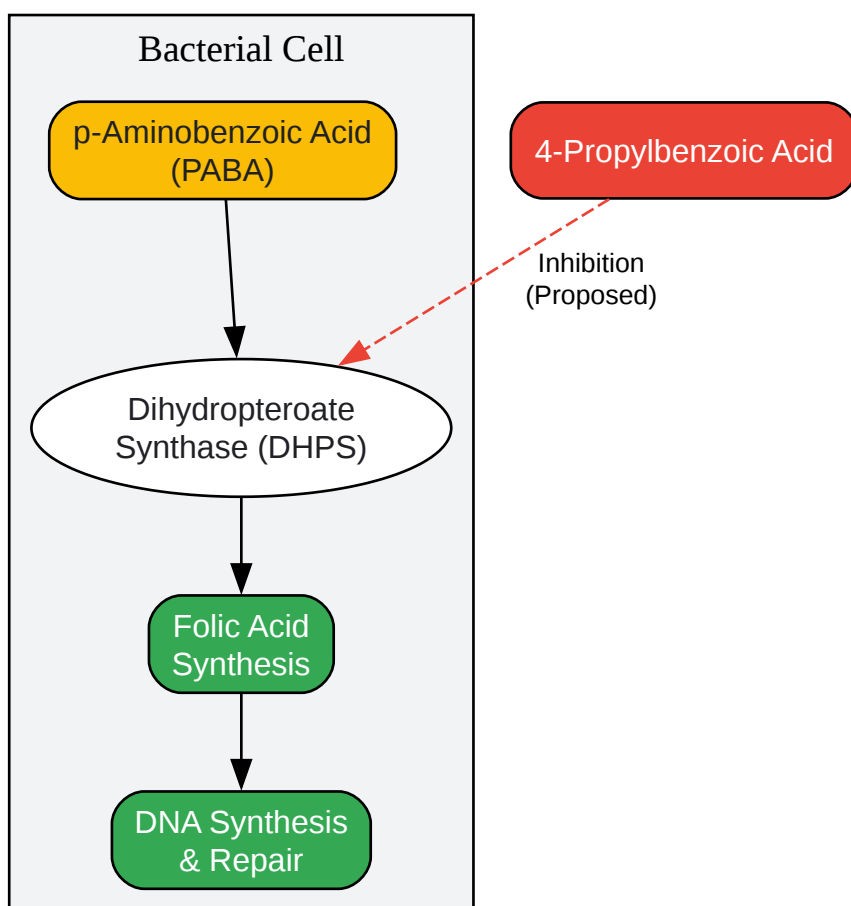 Bacterial Cell
p-Aminobenzoic Acid
(PABA)
4-Propylbenzoic Acid
Inhibition
(Proposed)
Dihydropteroate
Synthase (DHPS)
Folic Acid
Synthesis
DNA Synthesis
& Repair